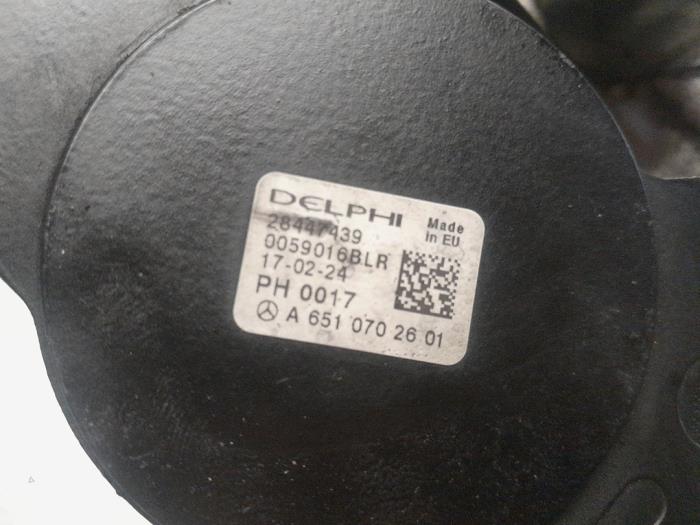 DELPHI
Made
in EU
28447439
0059016BLR
17-02-24
PH 0017
A 651 070 26 01